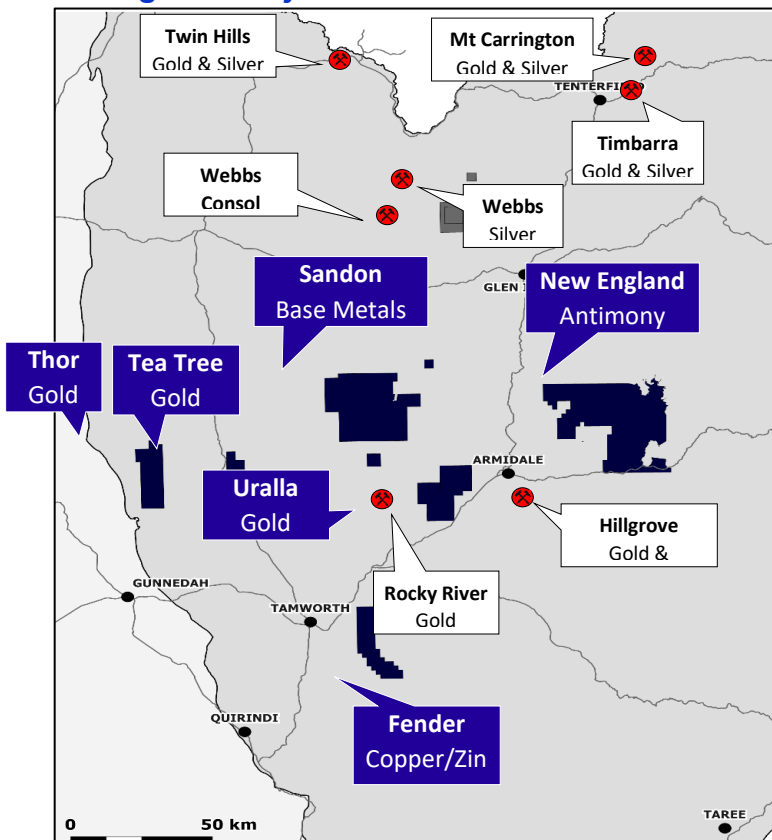 Twin Hills
Gold & Silver
Mt Carrington
Gold & Silver
TENTERFI
Timbarra
Gold & Silver
Webbs
Consol
Webbs
Silver
Sandon
Base Metals
GLEN I
New England
Antimony
Thor
Gold
Tea Tree
Gold
ARMIDALE
Uralla
Gold
Hillgrove
Gold &
Rocky River
Gold
GUNNEDAH
TAMWORTH
QUIRINDI
Fender
Copper/Zin
0
50 km
TAREE